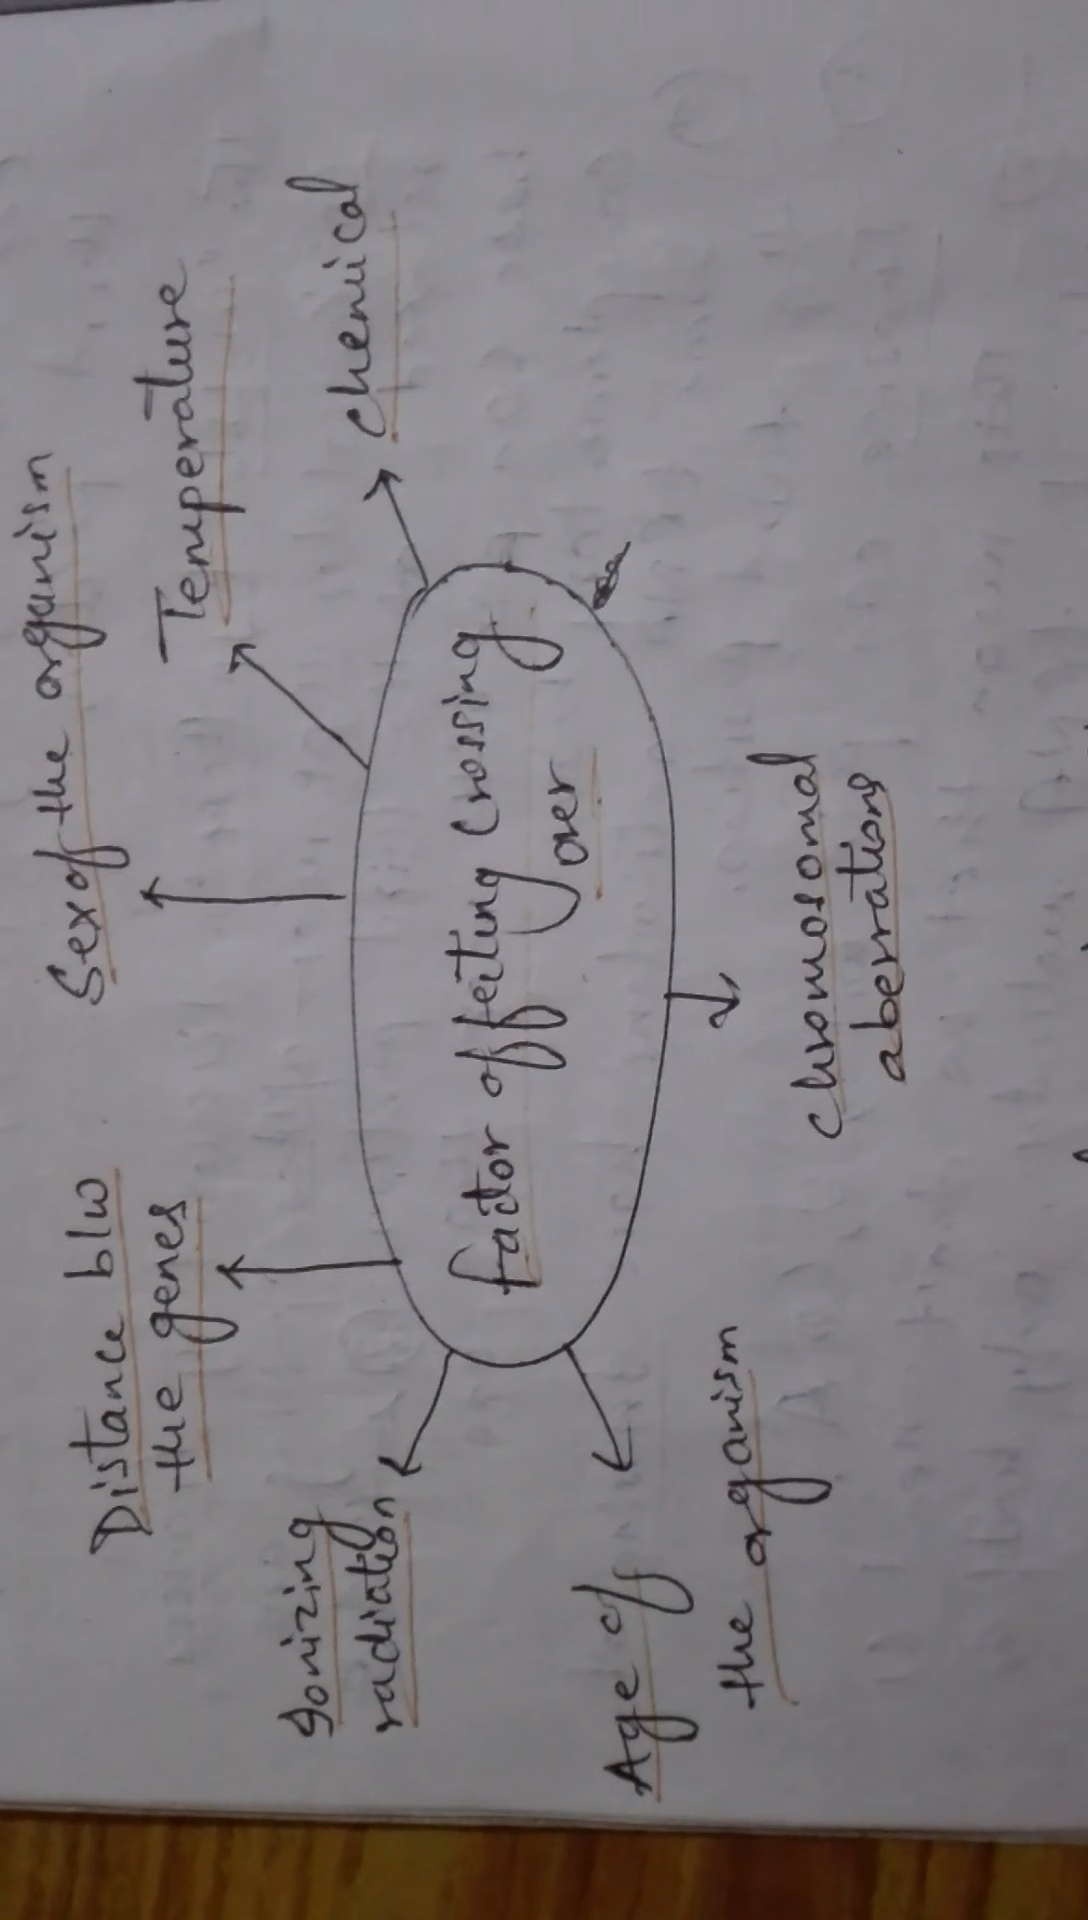 Sex of the organism
Distance b/w
the genes
Temperature
Ionizing
radiation
chemical
factor offecting Crossing
over
Age of
the organism
chromosomal
aberrations